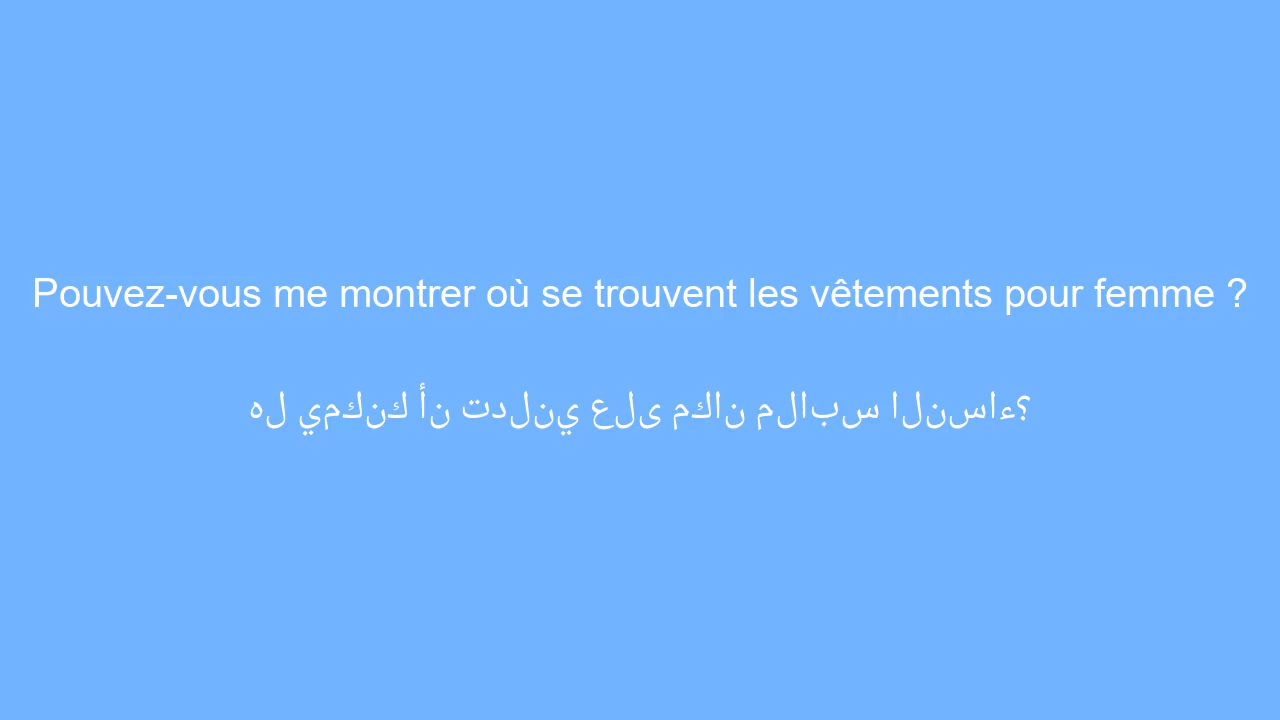 Pouvez-vous me montrer où se trouvent les vêtements pour femme ?
هل يمكنك أن تدلني على مكان ملابس النساء؟